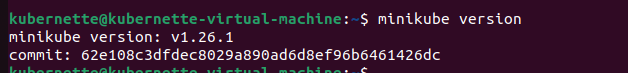 kubernette@kubernette-virtual-machine:~$ minikube version
minikube version: v1.26.1
commit: 62e108c3dfdec8029a890ad6d8ef96b6461426dc